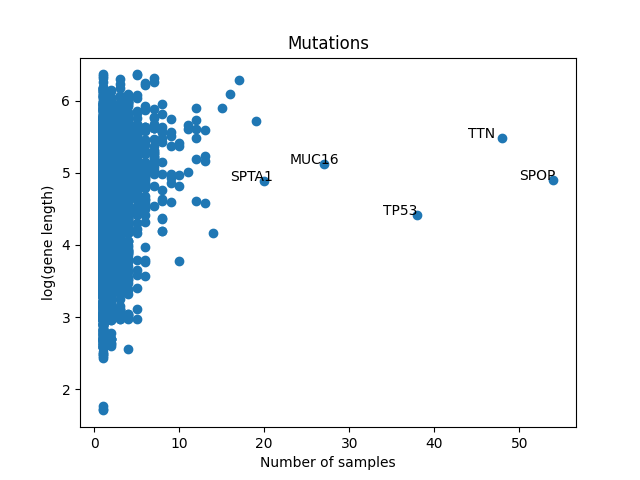 Mutations
log(gene length)
6
5
4
3
2
TTN
MUC16
SPTA1
SPOP
TP53
0 10 20 30 40 50
Number of samples